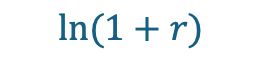 ln(1 + r)